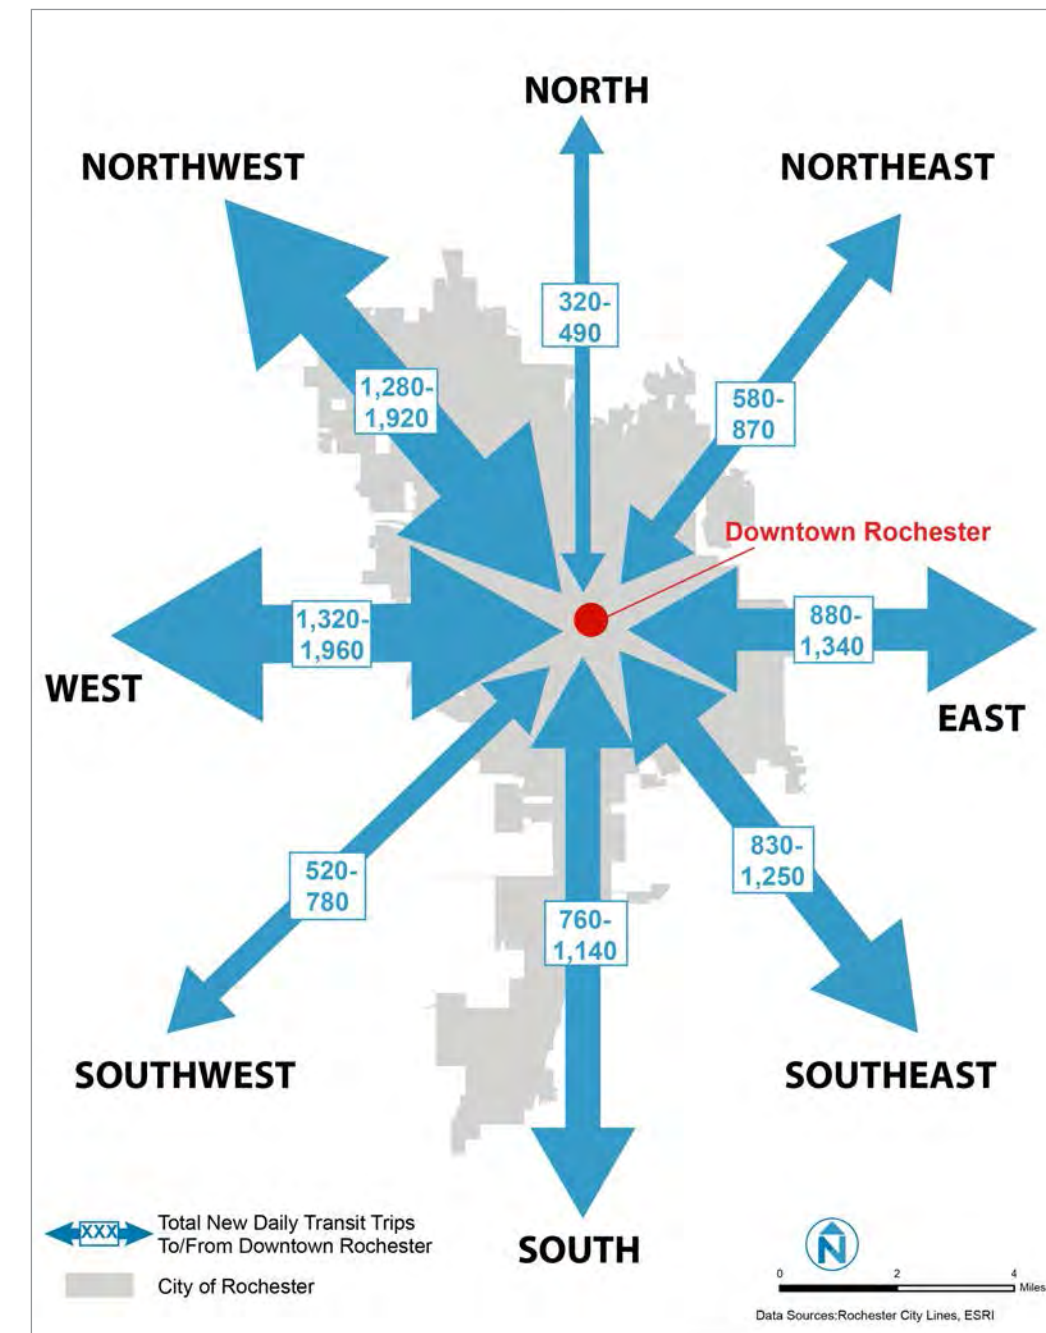 NORTH
NORTHWEST
NORTHEAST
320-
490
1,280-
1,920
580-
870
Downtown Rochester
1,320-
1,960
880-
1,340
WEST
EAST
830-
1,250
520-
780
760-
1,140
SOUTHWEST
SOUTHEAST
XXX
Total New Daily Transit Trips
To/From Downtown Rochester
City of Rochester
SOUTH
N
0 2 4
Miles
Data Sources:Rochester City Lines, ESRI